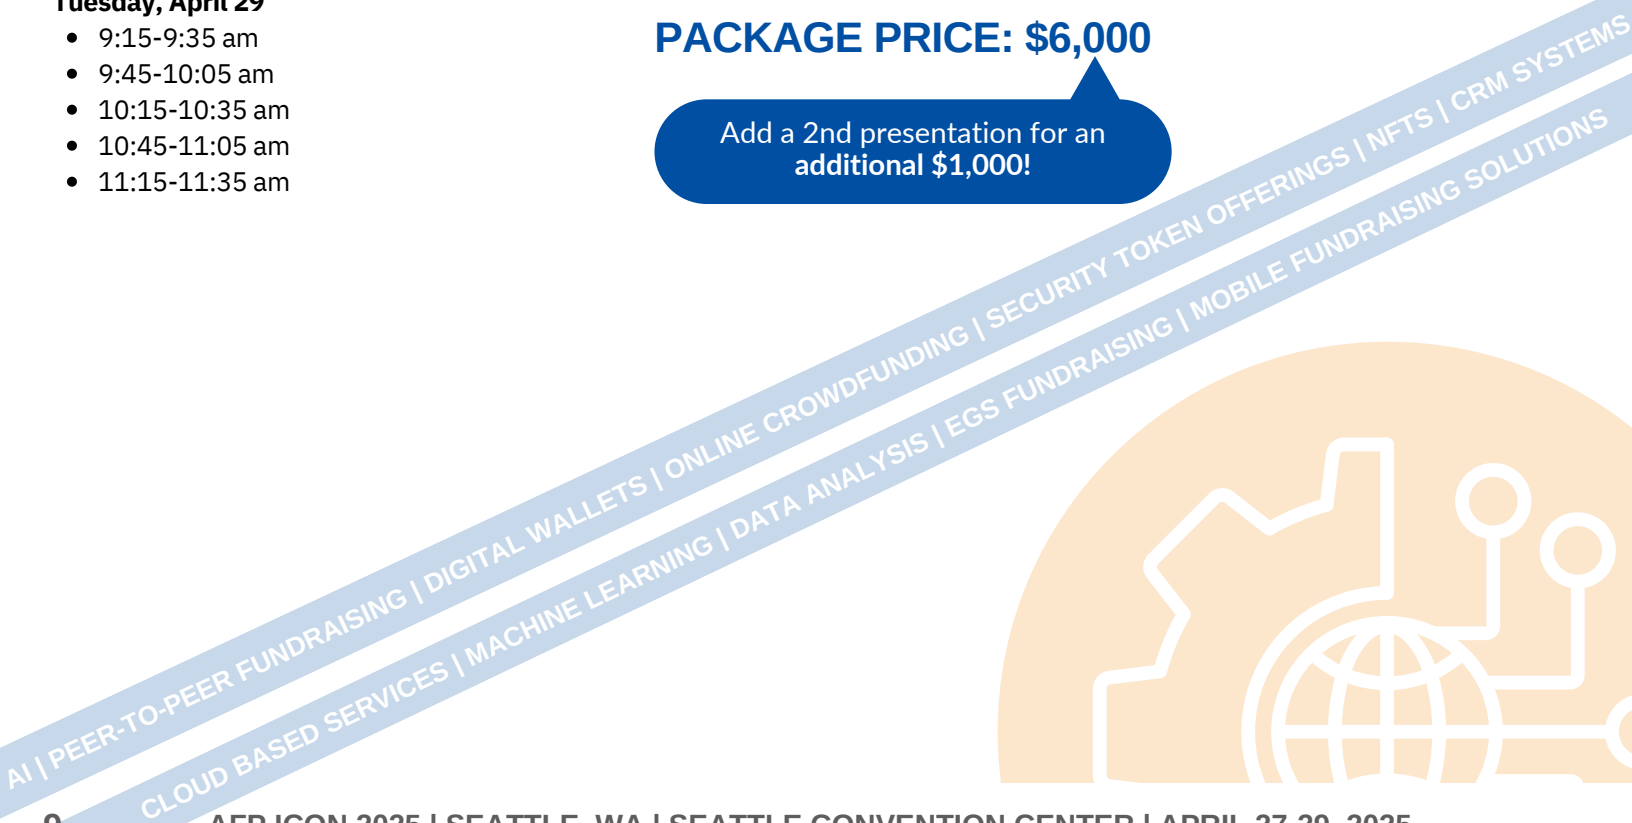 Tuesday, April 29
• 9:15-9:35 am
• 9:45-10:05 am
• 10:15-10:35 am
• 10:45-11:05 am
• 11:15-11:35 am
PACKAGE PRICE: $6,000
Add a 2nd presentation for an
additional $1,000!
AI | PEER-TO-PEER FUNDRAISING | DIGITAL WALLETS | ONLINE CROWDFUNDING | SECURITY TOKEN OFFERINGS | NFTS | CRM SYSTEMS
CLOUD BASED SERVICES | MACHINE LEARNING | DATA ANALYSIS | EGS FUNDRAISING | MOBILE FUNDRAISING SOLUTIONS
AFP ICON 2025 | SEATTLE, WA | SEATTLE CONVENTION CENTER | APRIL 27-29, 2025